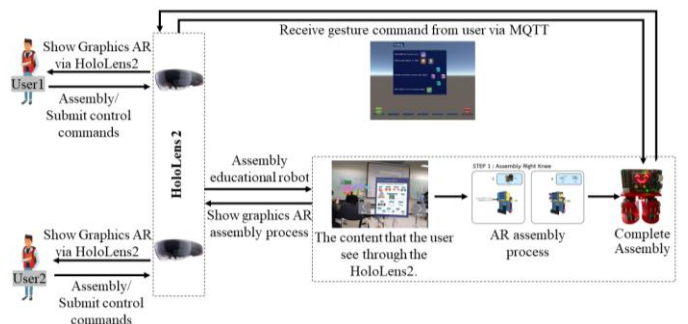 Receive gesture command from user via MQTT
Show Graphics AR
via HoloLens2
User1
Assembly/
Submit control
commands
HoloLens 2
Assembly
educational robot
Show graphics AR
assembly process
STEP 1 : Assembly Right Knee
The content that the user
see through the
HoloLens2.
AR assembly
process
Complete
Assembly
Show Graphics AR
via HoloLens2
User2
Assembly/
Submit control
commands